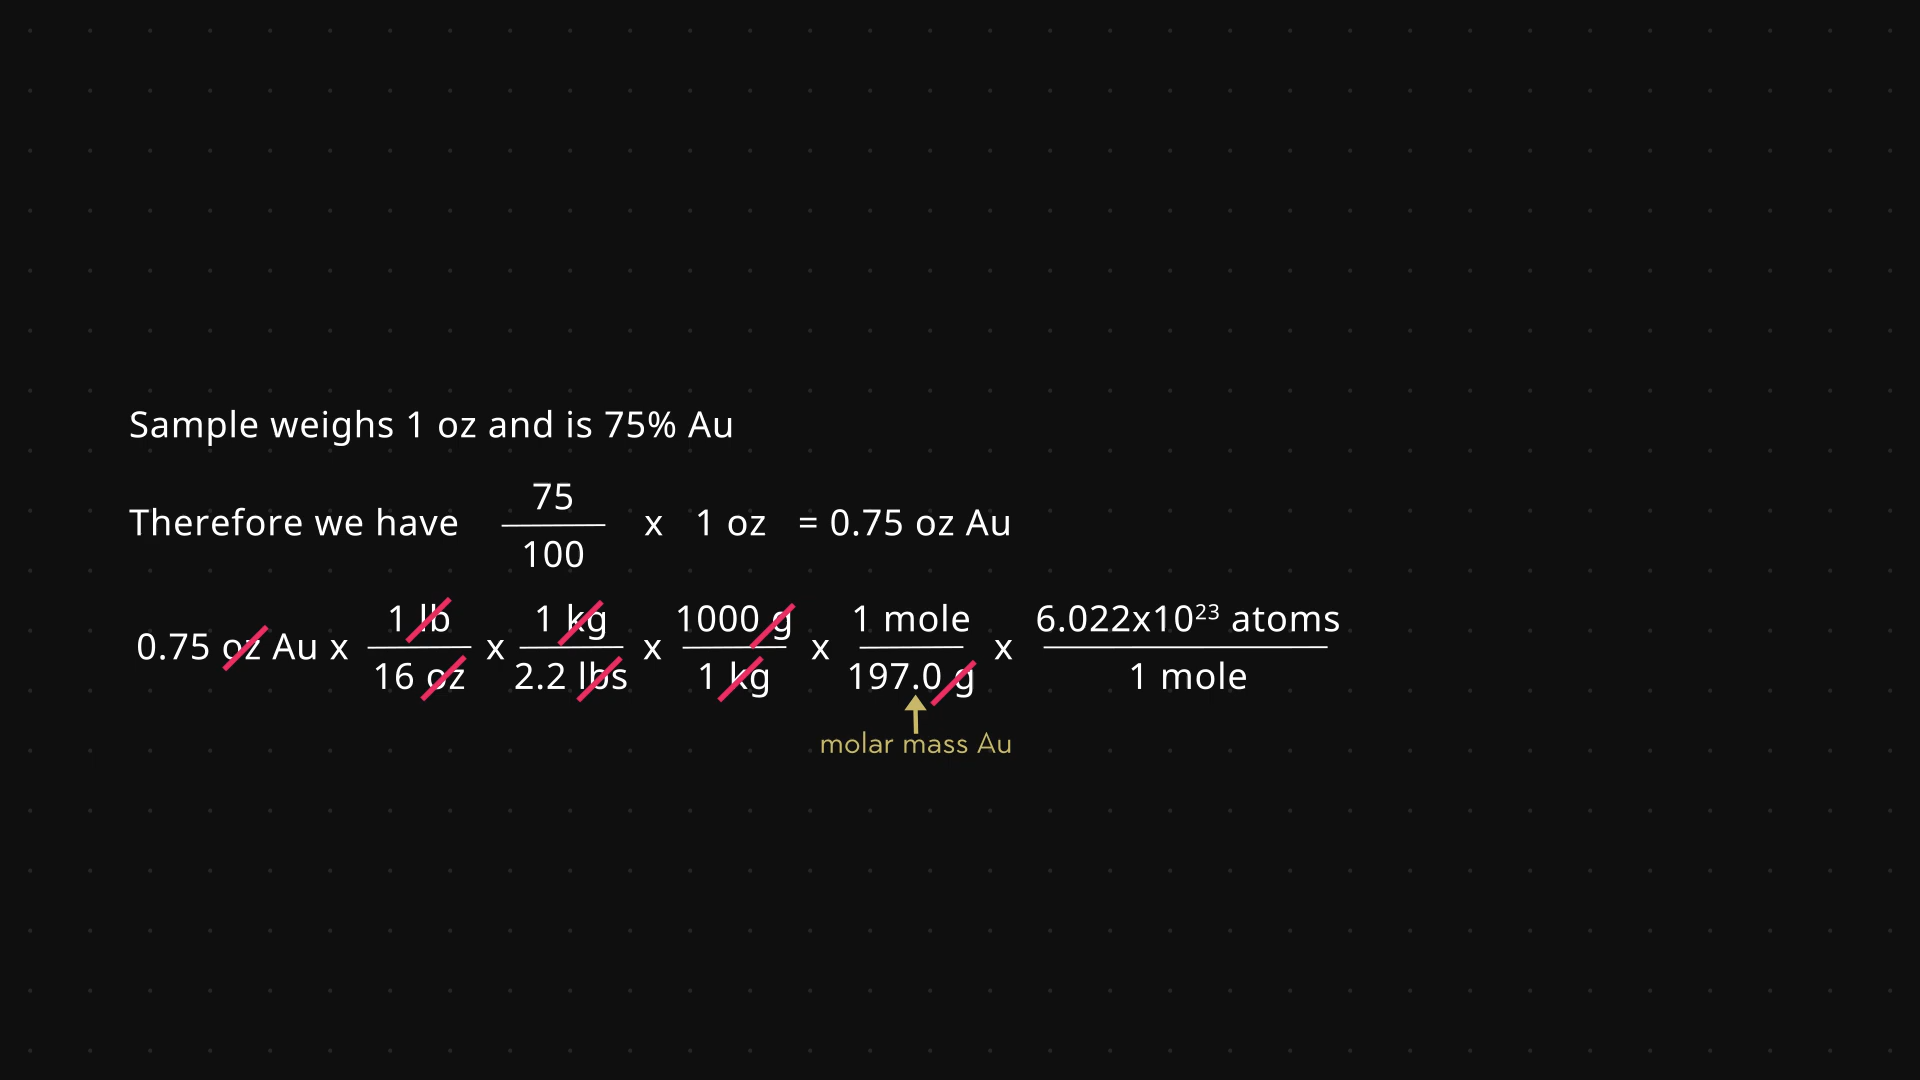 Sample weighs 1 oz and is 75% Au
Therefore we have 75/100 x 1 oz = 0.75 oz Au
0.75 oz Au x 1 lb/16 oz x 1 kg/2.2 lbs x 1000 g/1 kg x 1 mole/197.0 g x 6.022x10²³ atoms/1 mole
molar mass Au